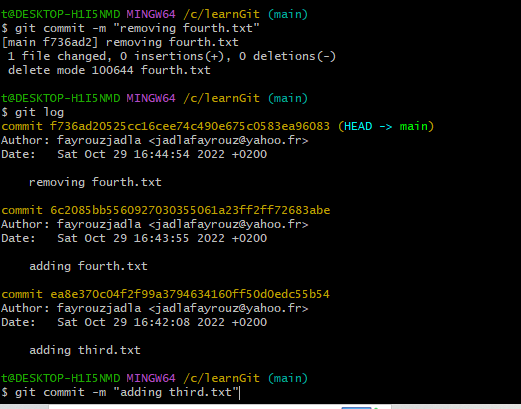 t@DESKTOP-H1I5NMD MINGW64 /c/learnGit (main)
$ git commit -m "removing fourth.txt"
[main f736ad2] removing fourth.txt
 1 file changed, 0 insertions(+), 0 deletions(-)
 delete mode 100644 fourth.txt

t@DESKTOP-H1I5NMD MINGW64 /c/learnGit (main)
$ git log
commit f736ad20525cc16cee74c490e675c0583ea96083 (HEAD -> main)
Author: fayrouzjadla <jadlafayrouz@yahoo.fr>
Date:   Sat Oct 29 16:44:54 2022 +0200

    removing fourth.txt

commit 6c2085bb5560927030355061a23ff2ff72683abe
Author: fayrouzjadla <jadlafayrouz@yahoo.fr>
Date:   Sat Oct 29 16:43:55 2022 +0200

    adding fourth.txt

commit ea8e370c04f2f99a3794634160ff50d0edc55b54
Author: fayrouzjadla <jadlafayrouz@yahoo.fr>
Date:   Sat Oct 29 16:42:08 2022 +0200

    adding third.txt

t@DESKTOP-H1I5NMD MINGW64 /c/learnGit (main)
$ git commit -m "adding third.txt"